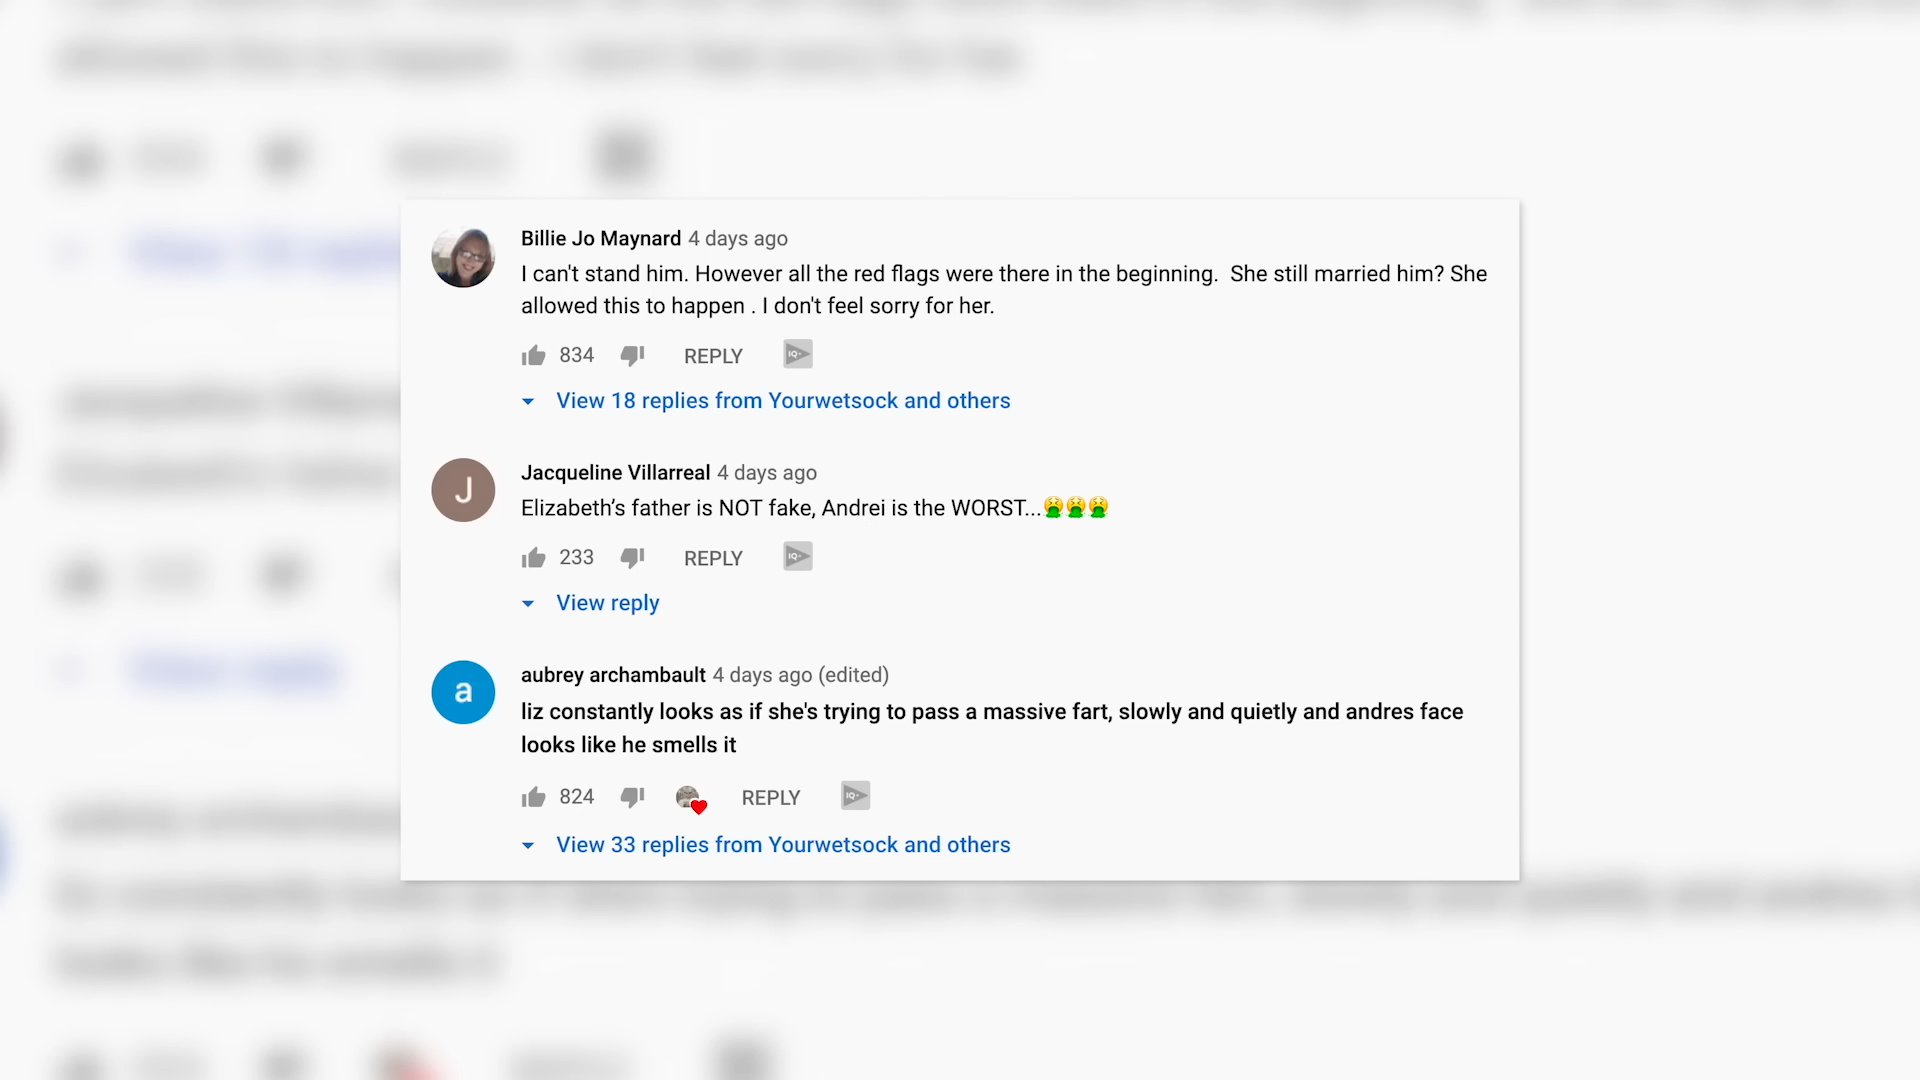 Billie Jo Maynard 4 days ago
I can't stand him. However all the red flags were there in the beginning.  She still married him? She
allowed this to happen . I don't feel sorry for her.
834 REPLY IQ+
View 18 replies from Yourwetsock and others
J
Jacqueline Villarreal 4 days ago
Elizabeth’s father is NOT fake, Andrei is the WORST...🤮🤮🤮
233 REPLY IQ+
View reply
a
aubrey archambault 4 days ago (edited)
liz constantly looks as if she's trying to pass a massive fart, slowly and quietly and andres face
looks like he smells it
824 REPLY IQ+
View 33 replies from Yourwetsock and others